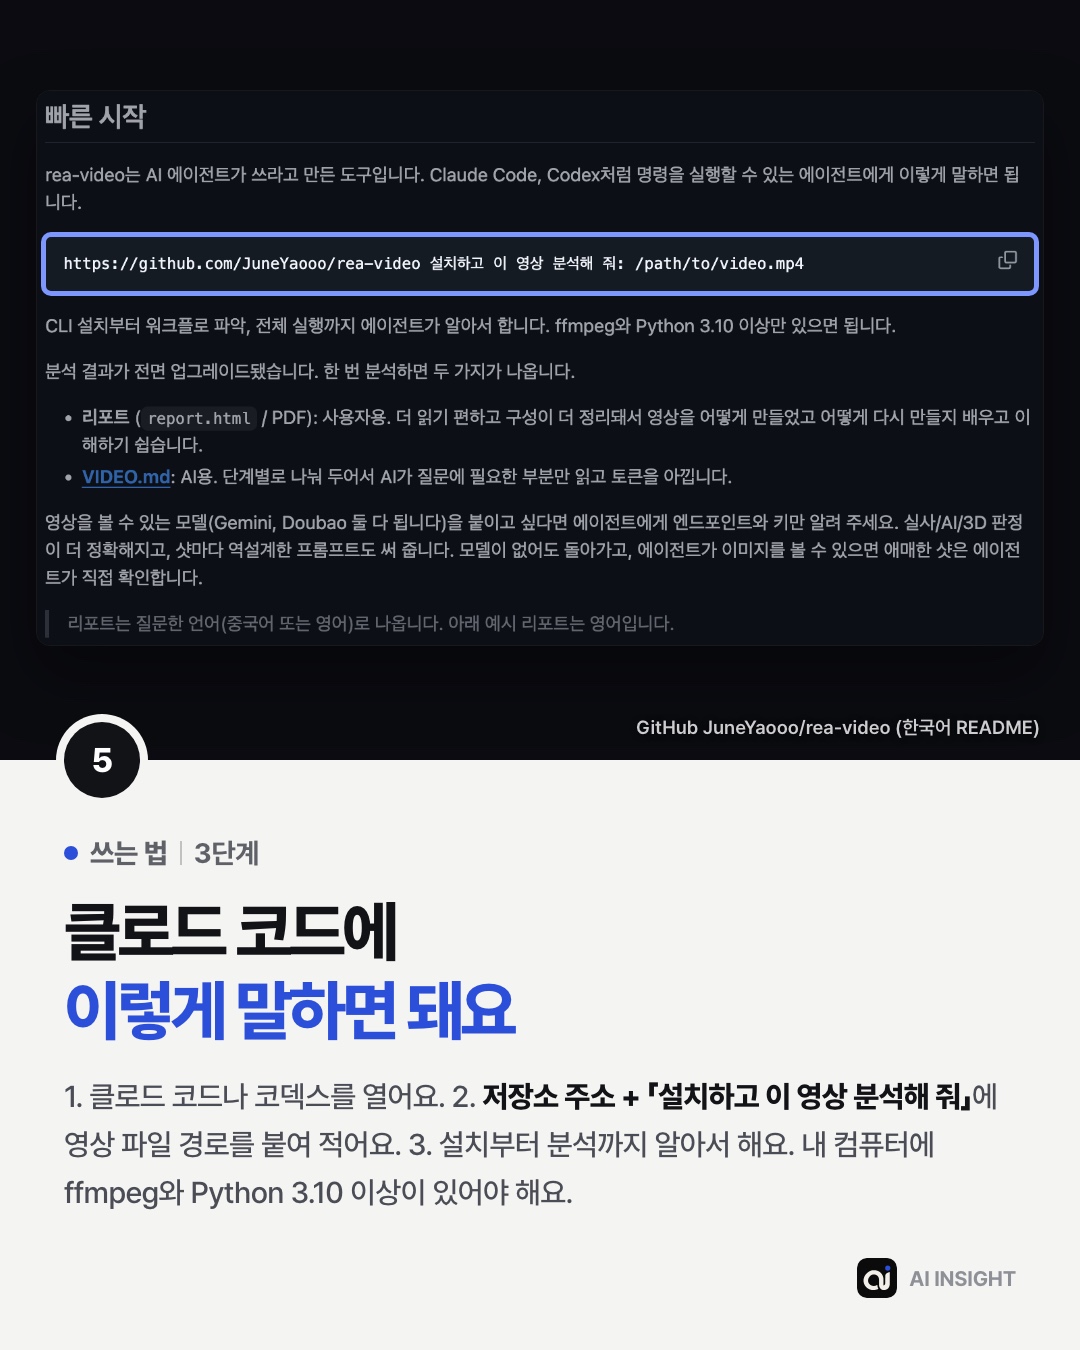 빠른 시작
rea-video는 AI 에이전트가 쓰라고 만든 도구입니다. Claude Code, Codex처럼 명령을 실행할 수 있는 에이전트에게 이렇게 말하면 됩
니다.
https://github.com/JuneYaooo/rea-video 설치하고 이 영상 분석해 줘: /path/to/video.mp4
CLI 설치부터 워크플로 파악, 전체 실행까지 에이전트가 알아서 합니다. ffmpeg와 Python 3.10 이상만 있으면 됩니다.
분석 결과가 전면 업그레이드됐습니다. 한 번 분석하면 두 가지가 나옵니다.
• 리포트 (report.html / PDF): 사용자용. 더 읽기 편하고 구성이 더 정리돼서 영상을 어떻게 만들었고 어떻게 다시 만들지 배우고 이
해하기 쉽습니다.
• VIDEO.md: AI용. 단계별로 나눠 두어서 AI가 질문에 필요한 부분만 읽고 토큰을 아낍니다.
영상을 볼 수 있는 모델(Gemini, Doubao 둘 다 됩니다)을 붙이고 싶다면 에이전트에게 엔드포인트와 키만 알려 주세요. 실사/AI/3D 판정
이 더 정확해지고, 샷마다 역설계한 프롬프트도 써 줍니다. 모델이 없어도 돌아가고, 에이전트가 이미지를 볼 수 있으면 애매한 샷은 에이전
트가 직접 확인합니다.
리포트는 질문한 언어(중국어 또는 영어)로 나옵니다. 아래 예시 리포트는 영어입니다.
GitHub JuneYaooo/rea-video (한국어 README)
5
쓰는 법 | 3단계
클로드 코드에
이렇게 말하면 돼요
1. 클로드 코드나 코덱스를 열어요. 2. 저장소 주소 + 「설치하고 이 영상 분석해 줘」에
영상 파일 경로를 붙여 적어요. 3. 설치부터 분석까지 알아서 해요. 내 컴퓨터에
ffmpeg와 Python 3.10 이상이 있어야 해요.
ai AI INSIGHT